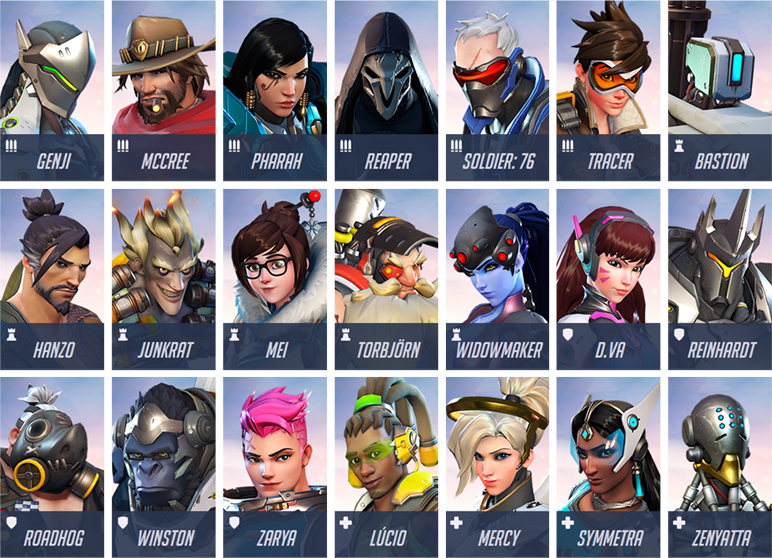 GENJI
MCCREE
PHARAH
REAPER
SOLDIER: 76
TRACER
BASTION
HANZO
JUNKRAT
MEI
TORBJÖRN
WIDOWMAKER
D.VA
REINHARDT
ROADHOG
WINSTON
ZARYA
LÚCIO
MERCY
SYMMETRA
ZENYATTA